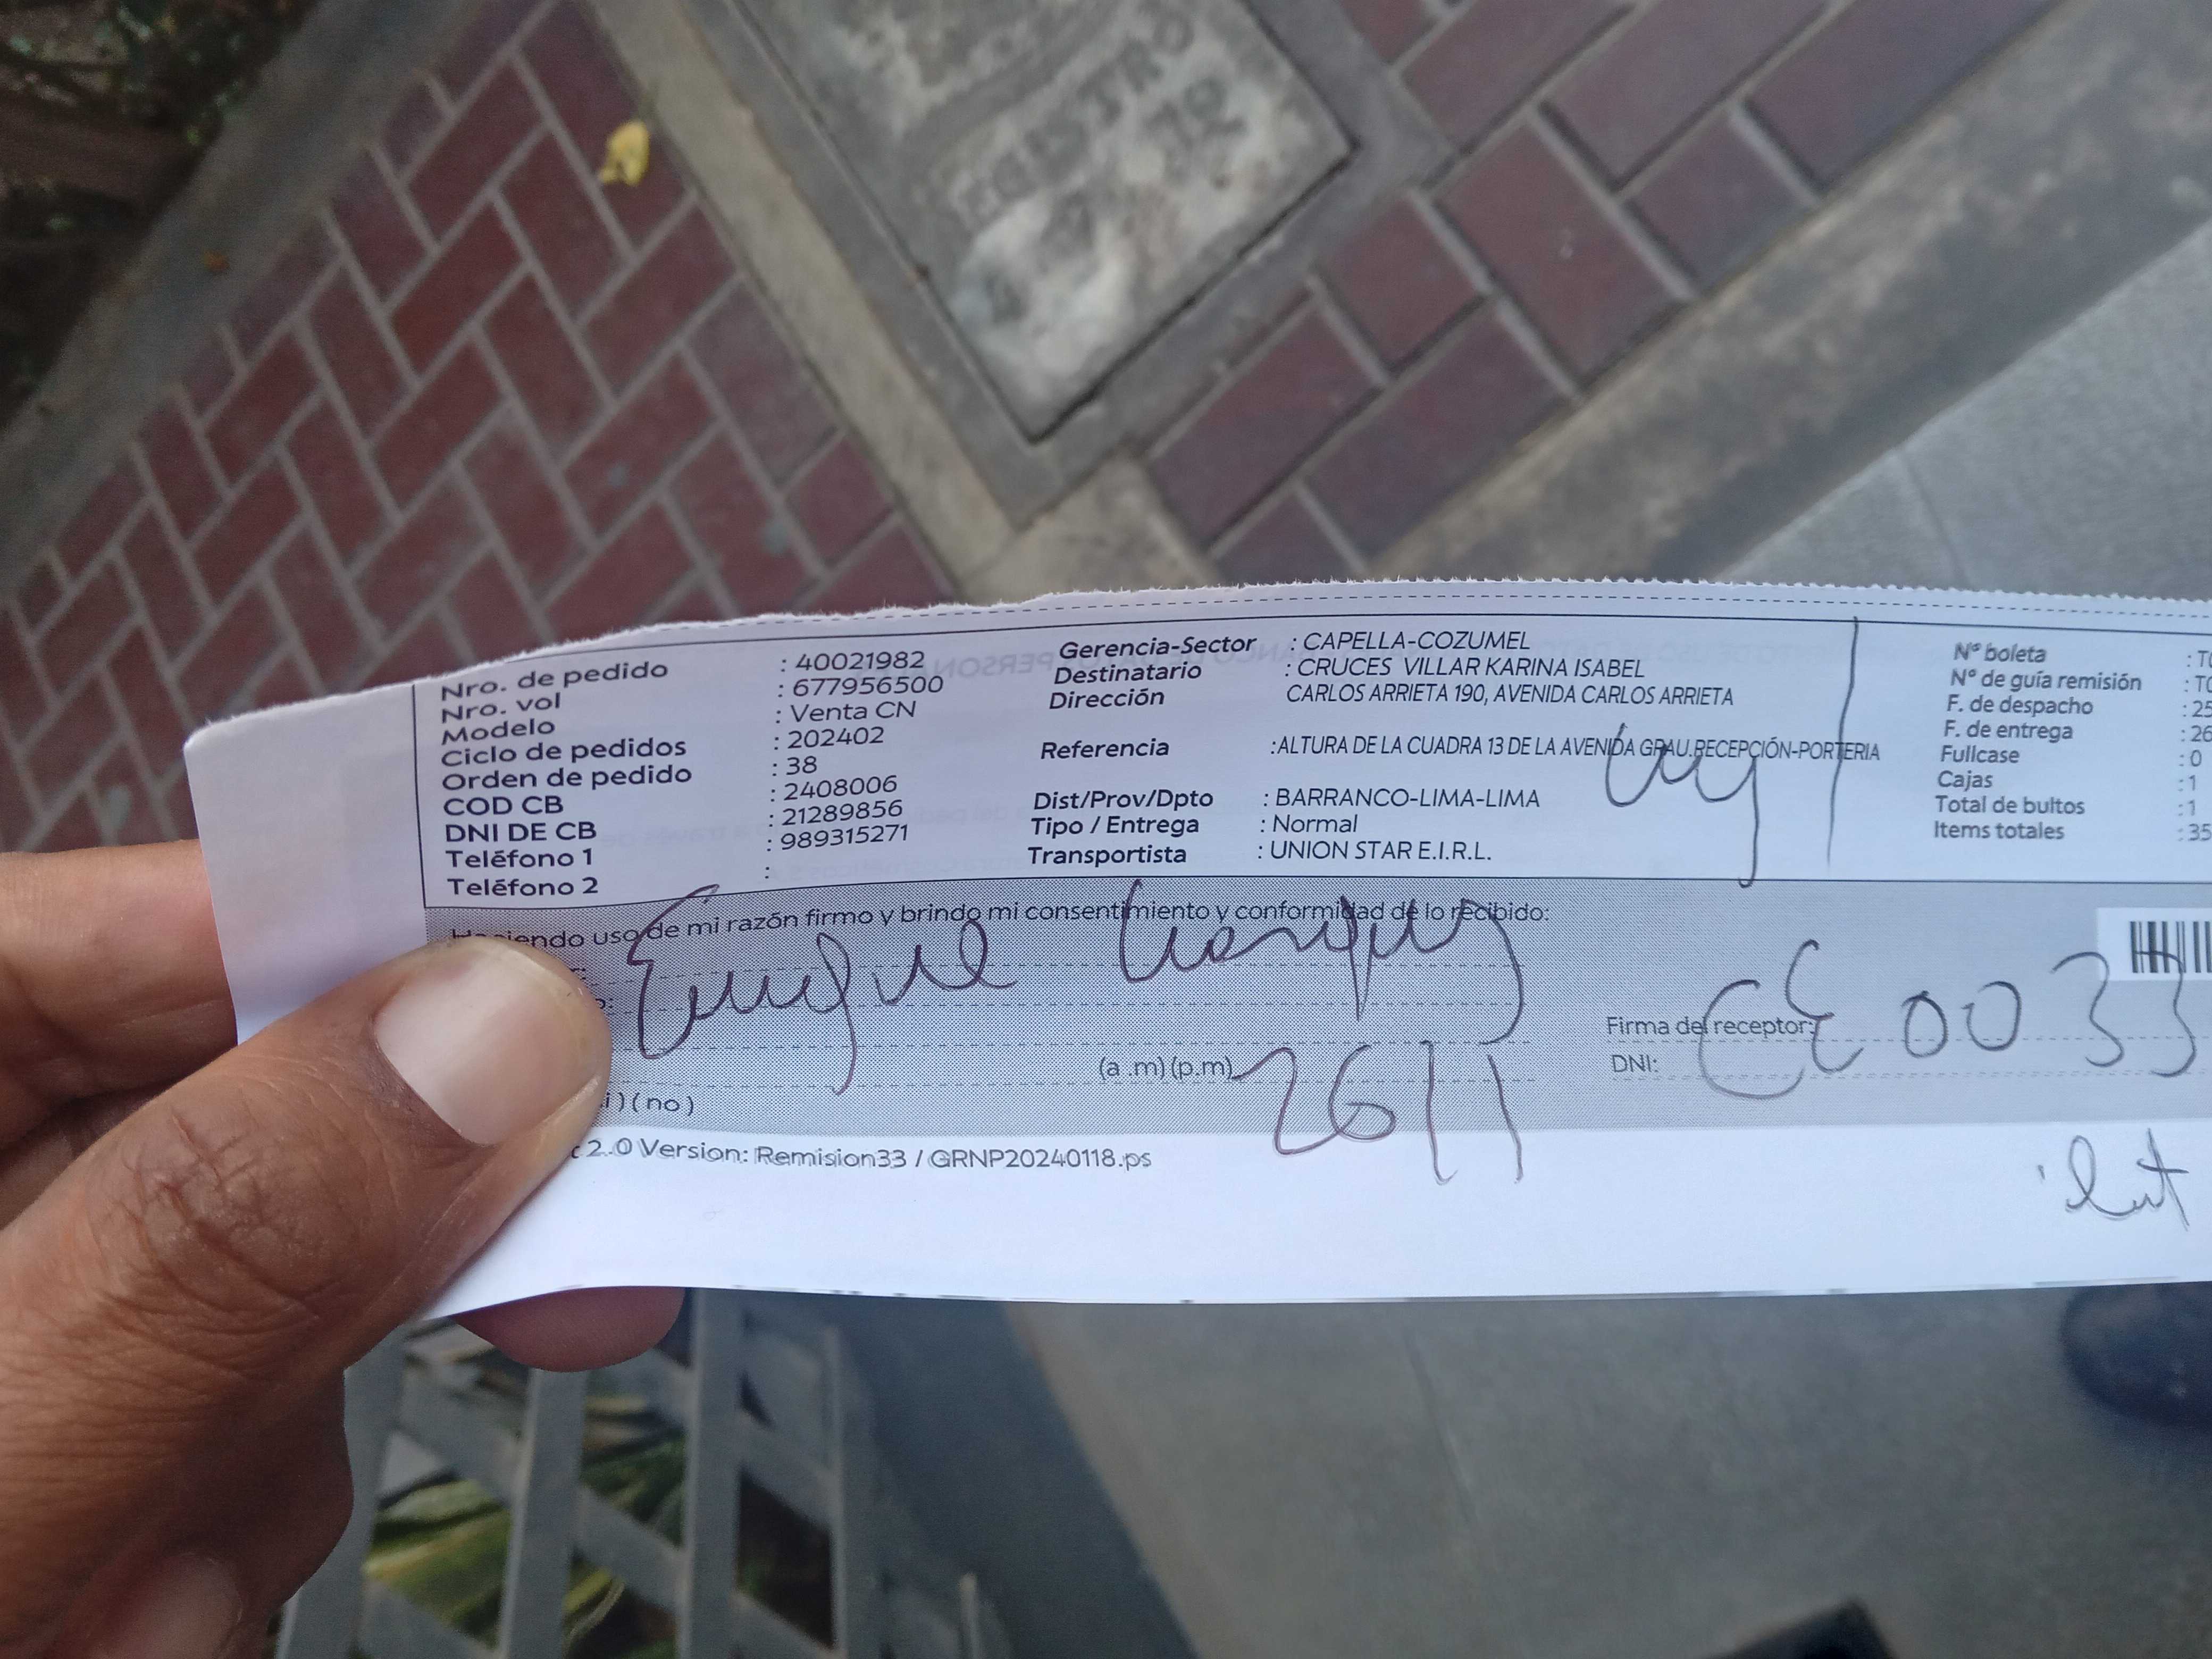 Nro. de pedido : 40021982
Nro. vol : 677956500
Modelo : Venta CN
Ciclo de pedidos : 202402
Orden de pedido : 38
COD CB : 2408006
DNI DE CB : 21289856
Teléfono 1 : 989315271
Teléfono 2 :
Gerencia-Sector : CAPELLA-COZUMEL
Destinatario : CRUCES VILLAR KARINA ISABEL
Dirección CARLOS ARRIETA 190, AVENIDA CARLOS ARRIETA
Referencia :ALTURA DE LA CUADRA 13 DE LA AVENIDA GRAU.RECEPCIÓN-PORTERIA
Dist/Prov/Dpto : BARRANCO-LIMA-LIMA
Tipo / Entrega : Normal
Transportista : UNION STAR E.I.R.L.
Nº boleta : T
Nº de guía remisión : T
F. de despacho : 25
F. de entrega : 26
Fullcase : 0
Cajas : 1
Total de bultos : 1
Items totales : 35
uso de mi razón firmo y brindo mi consentimiento y conformidad de lo recibido:
Enrique
(a .m) (p.m)
2611
Firma del receptor:
DNI:
CE 0033
) ( no )
2.0 Version: Remision33 / GRNP20240118.ps